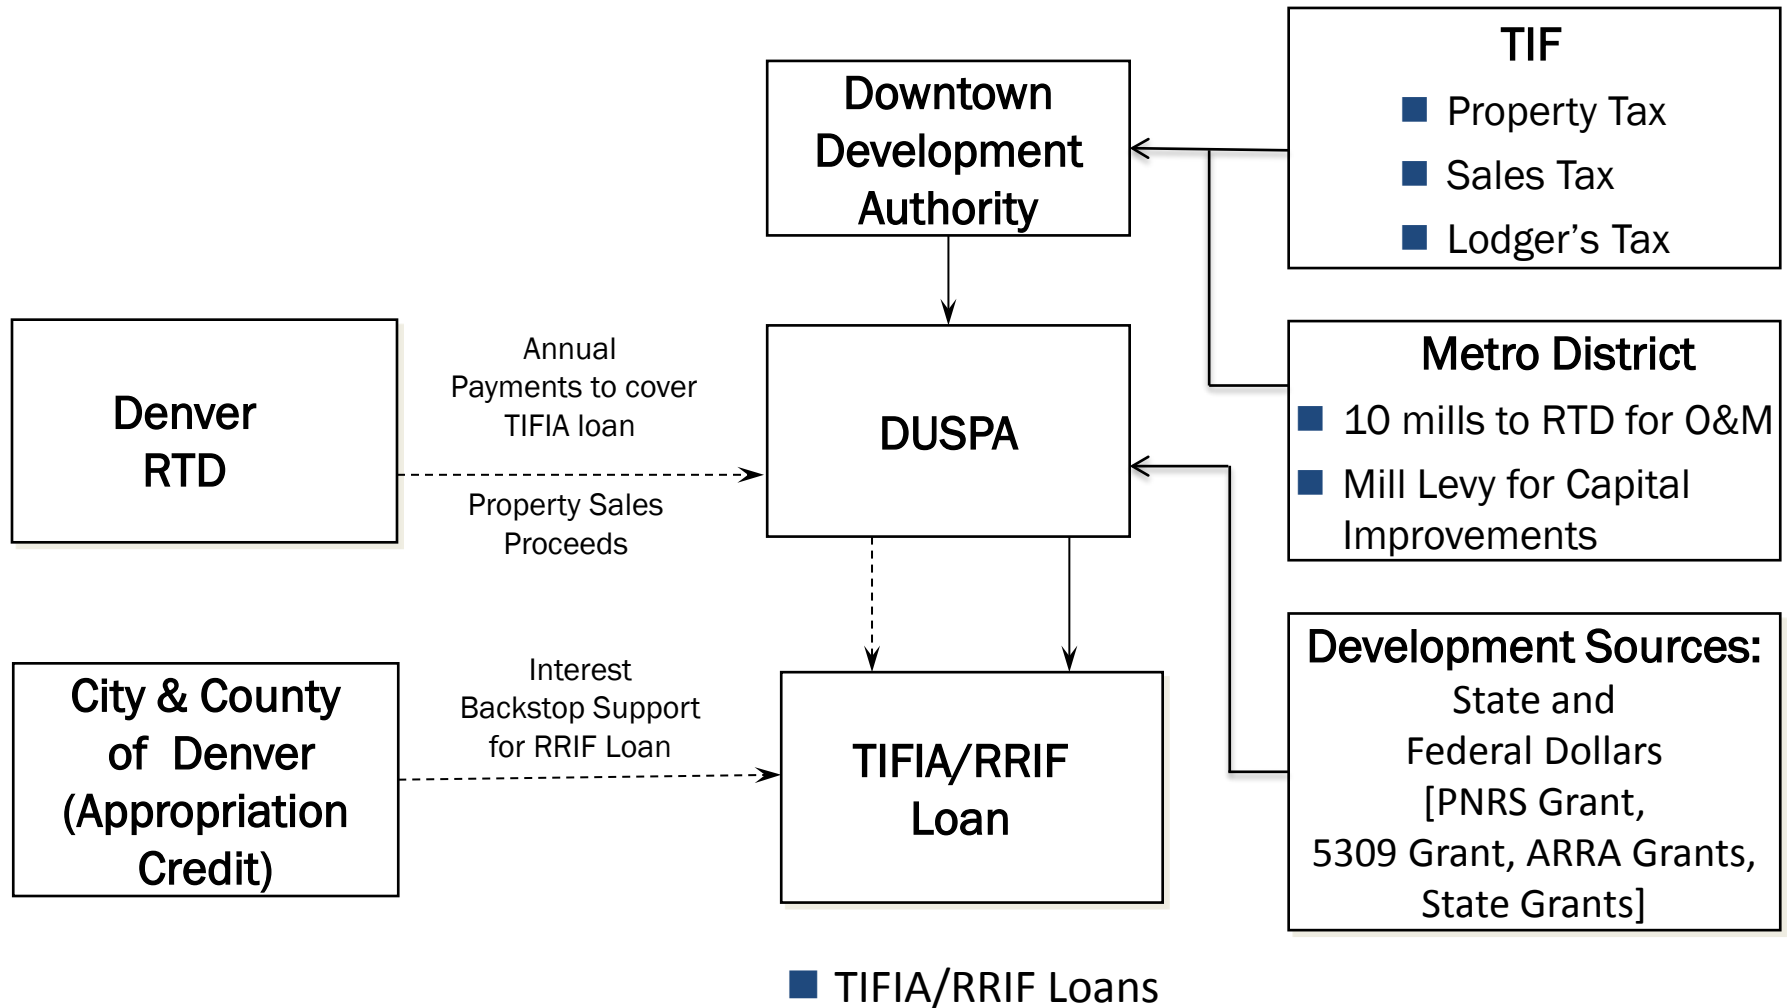 TIF
Property Tax
Sales Tax
Lodger's Tax
Downtown
Development
Authority
Denver
RTD
Annual
Payments to cover
TIFIA loan
Property Sales
Proceeds
DUSPA
Metro District
10 mills to RTD for O&M
Mill Levy for Capital
Improvements
City & County
of Denver
(Appropriation
Credit)
Interest
Backstop Support
for RRIF Loan
TIFIA/RRIF
Loan
Development Sources:
State and
Federal Dollars
[PNRS Grant,
5309 Grant, ARRA Grants,
State Grants]
TIFIA/RRIF Loans